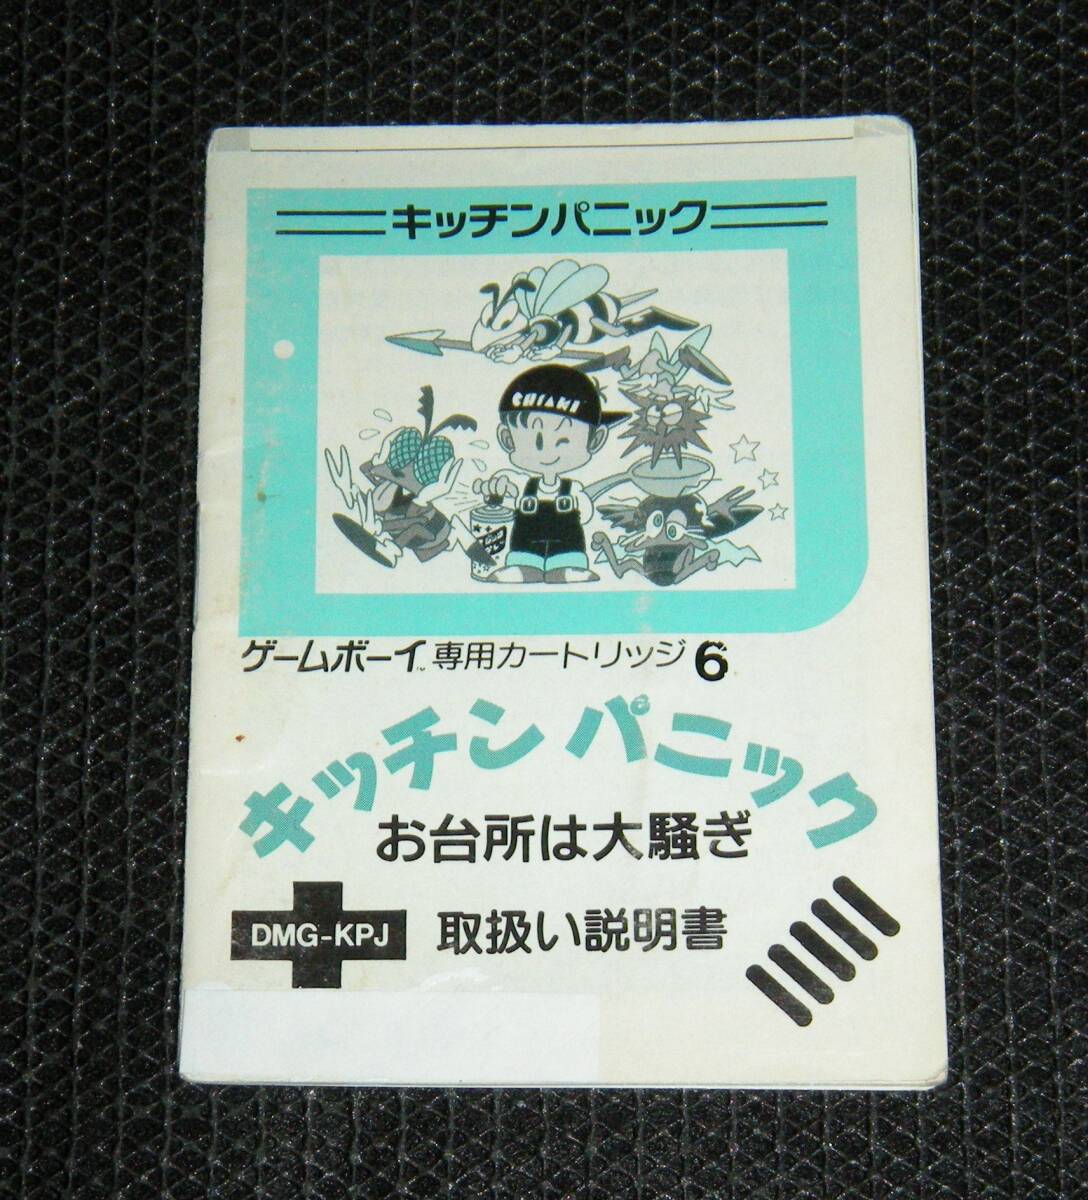 キッチンパニック
CHIAKI
ゲームボーイ™専用カートリッジ6
キッチンパニック
お台所は大騒ぎ
DMG-KPJ 取扱い説明書